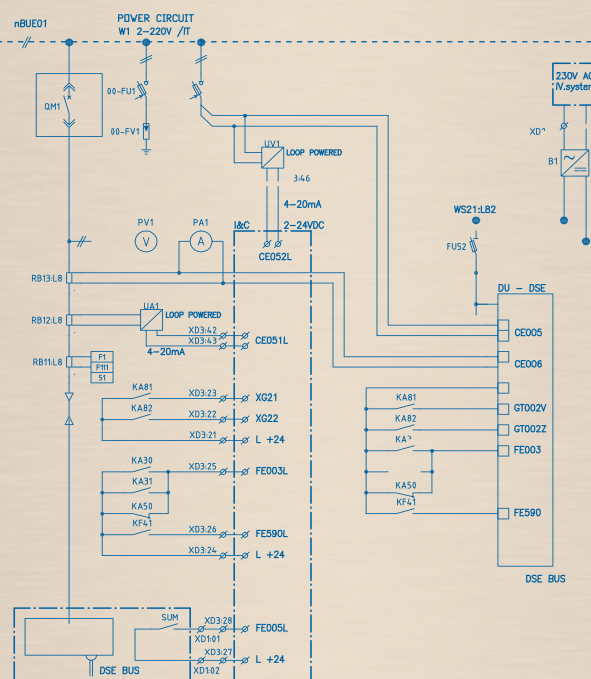 nBUE01
POWER CIRCUIT
W1 2-220V /IT
QM1
00-FU1
00-FV1
UV1
LOOP POWERED
3:46
4-20mA
230V AC
IV.system
B1
WS21:LB2
FU52
PV1
V
PA1
A
I&C
2-24VDC
CE052L
RB13:L8
DU - DSE
UA1
LOOP POWERED
RB12:L8
XD3:42
XD3:43
CE051L
4-20mA
CE005
RB11:L8
F1
F111
51
CE006
KA81
XD3:23
XG21
KA82
XD3:22
XG22
XD3:21
L +24
KA81
GT002V
KA82
GT002Z
FE003
KA30
XD3:25
FE003L
KA31
KA50
KF41
XD3:26
FE590L
XD3:24
L +24
KA50
KF41
FE590
DSE BUS
SUM
XD3:28
XD1:01
FE005L
XD3:27
XD1:02
L +24
DSE BUS